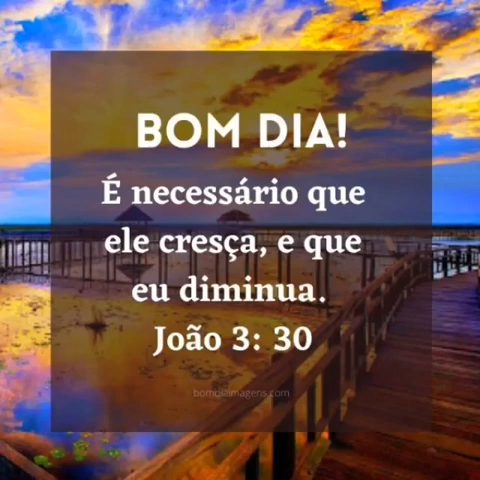 BOM DIA!
É necessário que
ele cresça, e que
eu diminua.
João 3: 30
bomdiaimagens.com